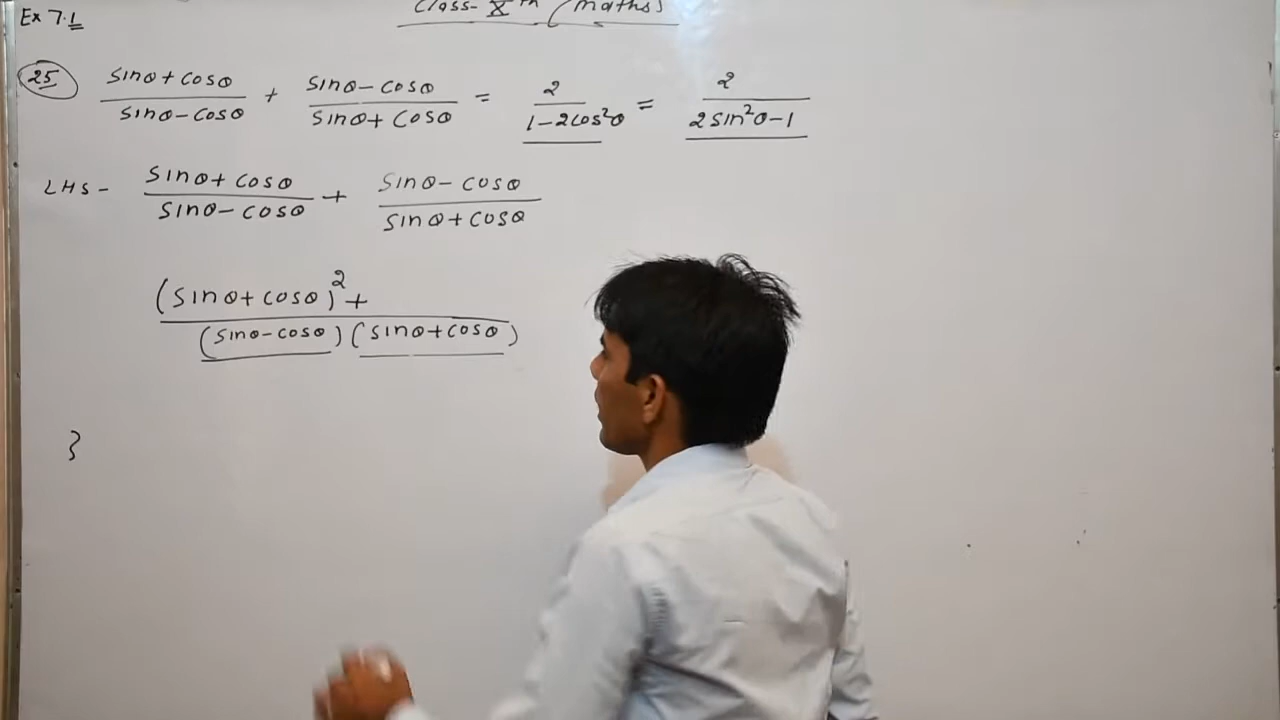 Class- Xth (Maths)
Ex 7.1
25 (sinθ+cosθ)/(sinθ-cosθ) + (sinθ-cosθ)/(sinθ+cosθ) = 2/(1-2cos²θ) = 2/(2sin²θ-1)
LHS- (sinθ+cosθ)/(sinθ-cosθ) + (sinθ-cosθ)/(sinθ+cosθ)
(sinθ+cosθ)²+
(sinθ-cosθ)(sinθ+cosθ)
}